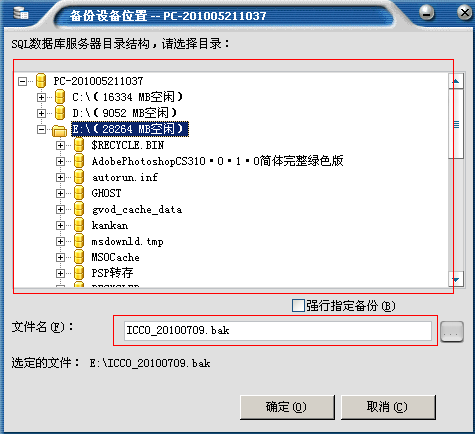 备份设备位置 -- PC-201005211037
SQL数据库服务器目录结构，请选择目录：
PC-201005211037
C:\（16334 MB空闲）
D:\（9052 MB空闲）
E:\（28264 MB空闲）
$RECYCLE.BIN
AdobePhotoshopCS310·0·1·0简体完整绿色版
autorun.inf
GHOST
gvod_cache_data
kankan
msdownld.tmp
MSOCache
PSP转存
强行指定备份(B)
文件名(F)：
ICC0_20100709.bak
...
选定的文件： E:\ICC0_20100709.bak
确定(O) 取消(C)